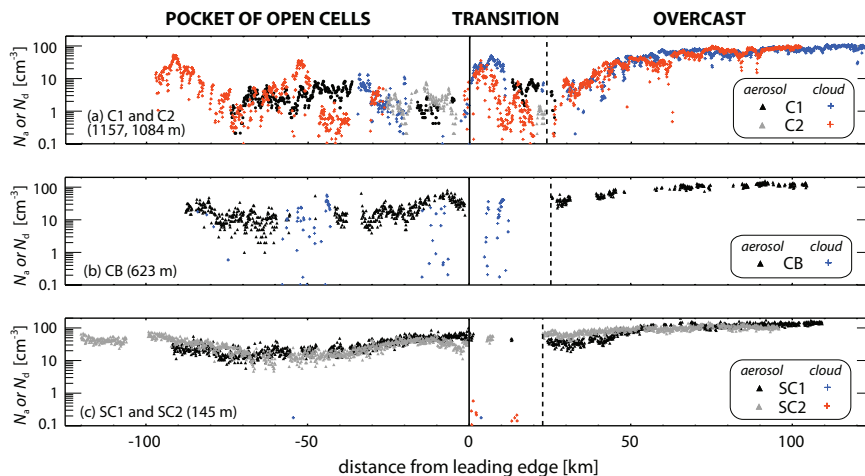 POCKET OF OPEN CELLS TRANSITION OVERCAST
100
10
1
0.1
Na or Nd [cm-3]
(a) C1 and C2
(1157, 1084 m)
aerosol cloud
C1
C2
100
10
1
0.1
Na or Nd [cm-3]
(b) CB (623 m)
aerosol cloud
CB
100
10
1
0.1
Na or Nd [cm-3]
(c) SC1 and SC2 (145 m)
aerosol cloud
SC1
SC2
-100 -50 0 50 100
distance from leading edge [km]